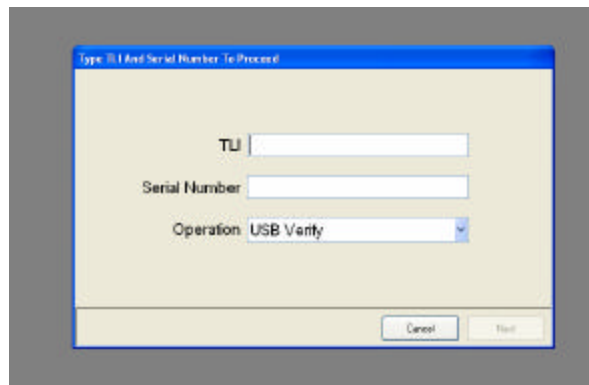 Type TLI And Serial Number To Proceed
TLI
Serial Number
Operation USB Verify
Cancel Next